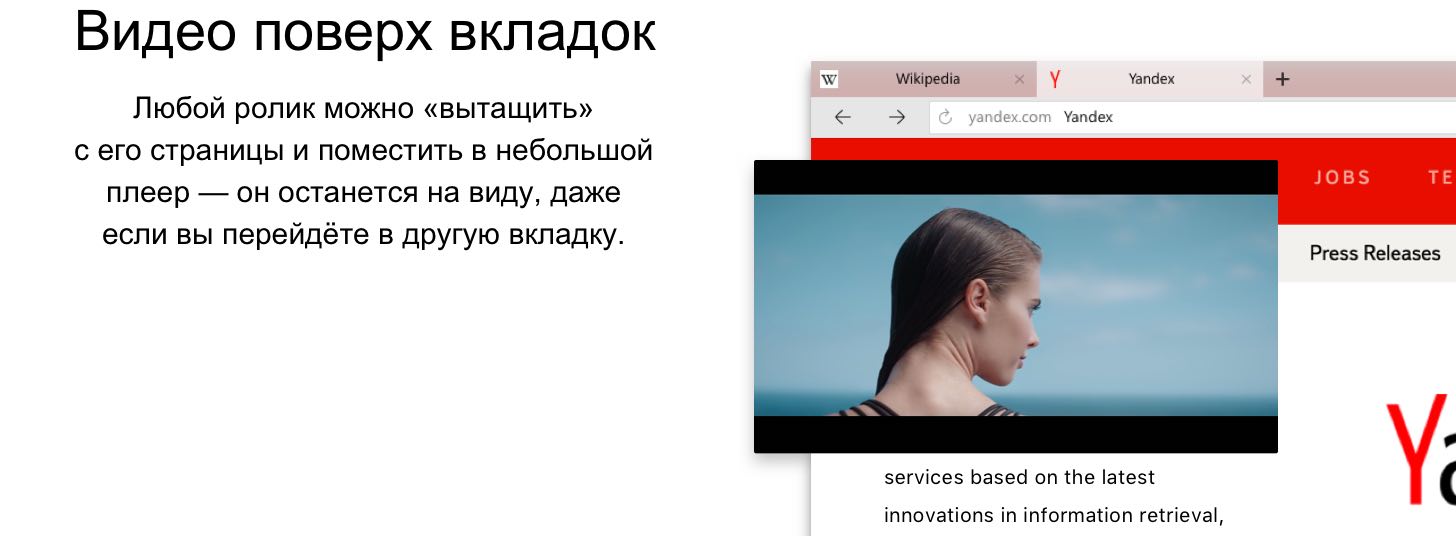 Видео поверх вкладок
Любой ролик можно «вытащить»
с его страницы и поместить в небольшой
плеер — он останется на виду, даже
если вы перейдёте в другую вкладку.
W Wikipedia × Y Yandex × +
yandex.com Yandex
JOBS
Press Releases
services based on the latest
innovations in information retrieval,